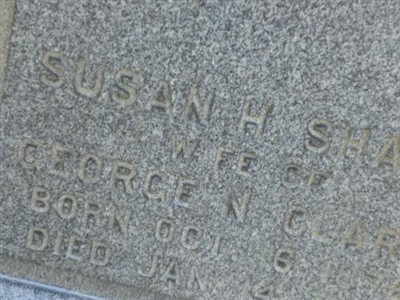 SUSAN H SHA
WIFE OF
GEORGE N CLAR
BORN OCT 6
DIED JAN